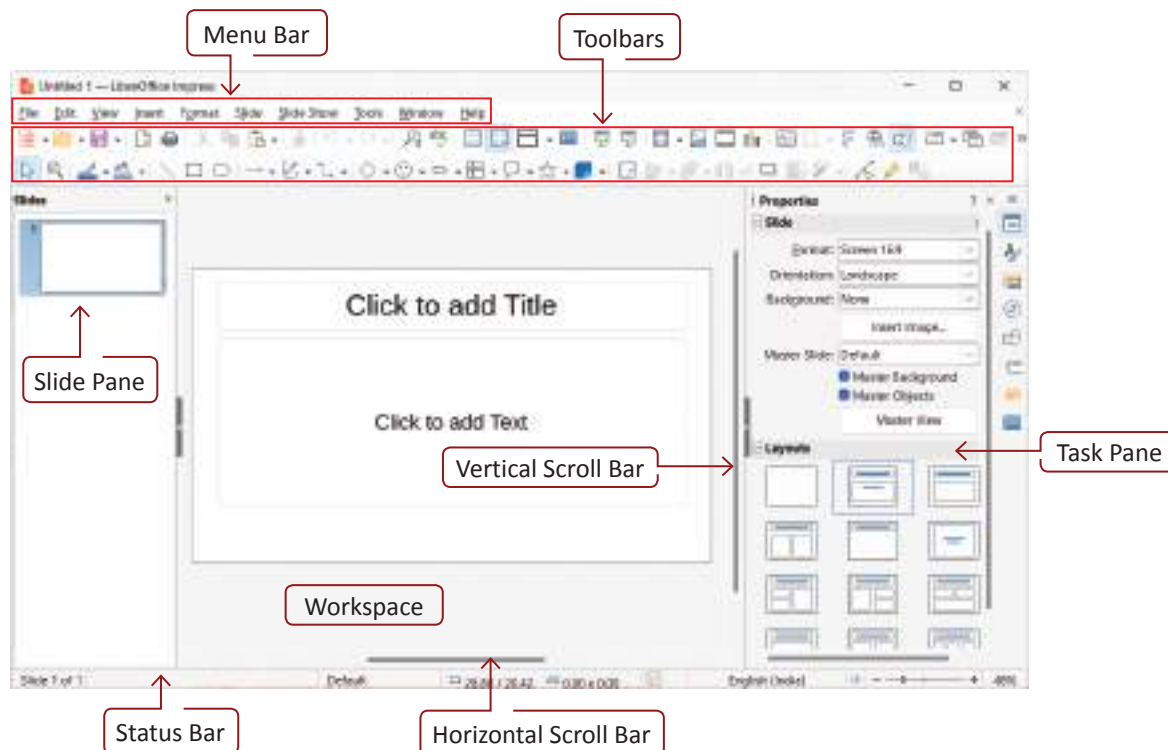 Menu Bar
Toolbars
Untitled 1 — LibreOffice Impress
File Edit View Insert Format Slide Slide Show Tools Window Help
Slides
Properties
Slide
Format: Screen 16:9
Orientation: Landscape
Background: None
Insert Image...
Master Slide: Default
Master Background
Master Objects
Master View
Layouts
1
Click to add Title
Click to add Text
Slide Pane
Vertical Scroll Bar
Task Pane
Workspace
Slide 1 of 1
Default
English (India)
Status Bar
Horizontal Scroll Bar